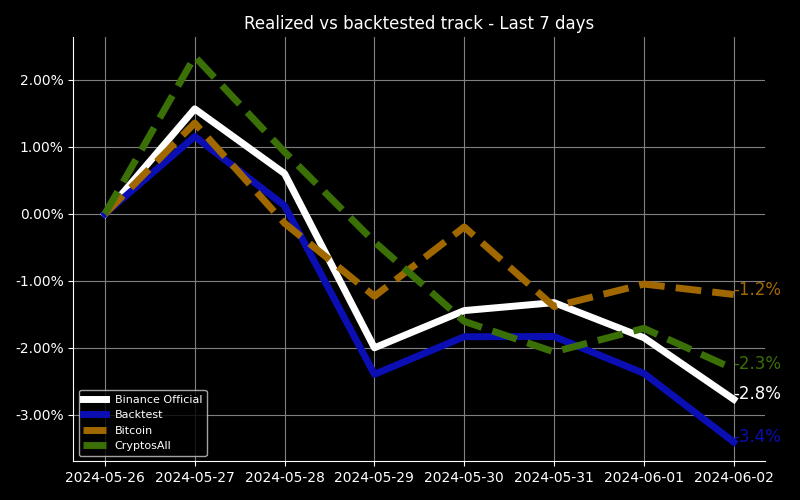 Realized vs backtested track - Last 7 days
2.00%
1.00%
0.00%
-1.00%
-2.00%
-3.00%
-1.2%
-2.3%
-2.8%
-3.4%
Binance Official
Backtest
Bitcoin
CryptosAll
2024-05-26 2024-05-27 2024-05-28 2024-05-29 2024-05-30 2024-05-31 2024-06-01 2024-06-02